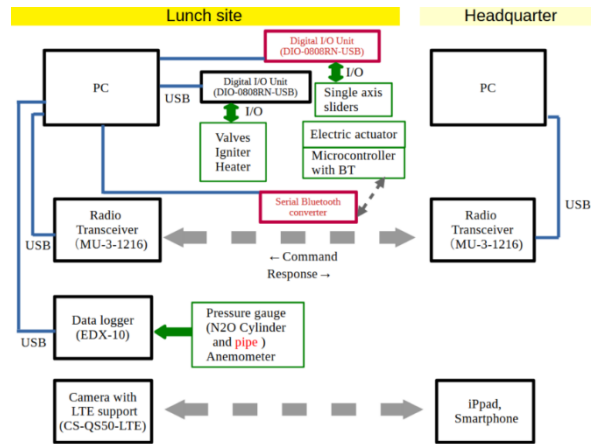 Lunch site
Headquarter
Digital I/O Unit
(DIO-0808RN-USB)
PC
USB
Digital I/O Unit
(DIO-0808RN-USB)
I/O
I/O
Single axis
sliders
PC
Valves
Igniter
Heater
Electric actuator
Microcontroller
with BT
Serial Bluetooth
converter
USB
Radio
Transceiver
(MU-3-1216)
USB
←Command
Response→
Radio
Transceiver
(MU-3-1216)
Data logger
(EDX-10)
USB
Pressure gauge
(N2O Cylinder
and pipe )
Anemometer
Camera with
LTE support
(CS-QS50-LTE)
iPpad,
Smartphone